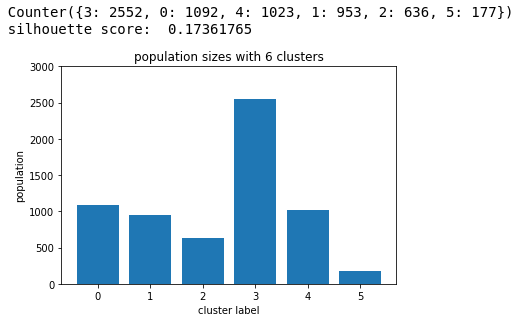 Counter({3: 2552, 0: 1092, 4: 1023, 1: 953, 2: 636, 5: 177})
silhouette score:  0.17361765
population sizes with 6 clusters
3000
2500
2000
1500
1000
500
0
population
0 1 2 3 4 5
cluster label